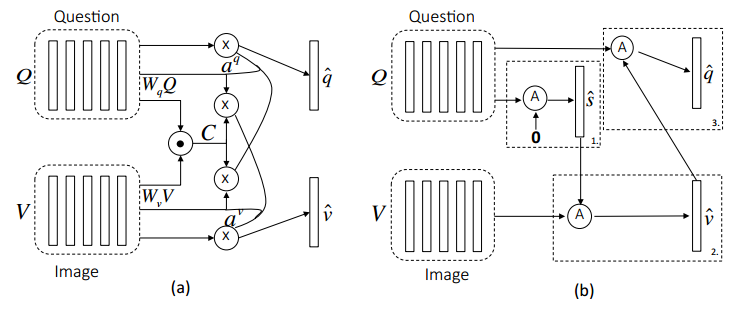 Question
Q
W_qQ
a^q
x
q̂
x
C
x
V
W_vV
a^v
x
v̂
Image
(a)
Question
Q
A
q̂
3.
A
ŝ
0
1.
V
A
v̂
2.
Image
(b)